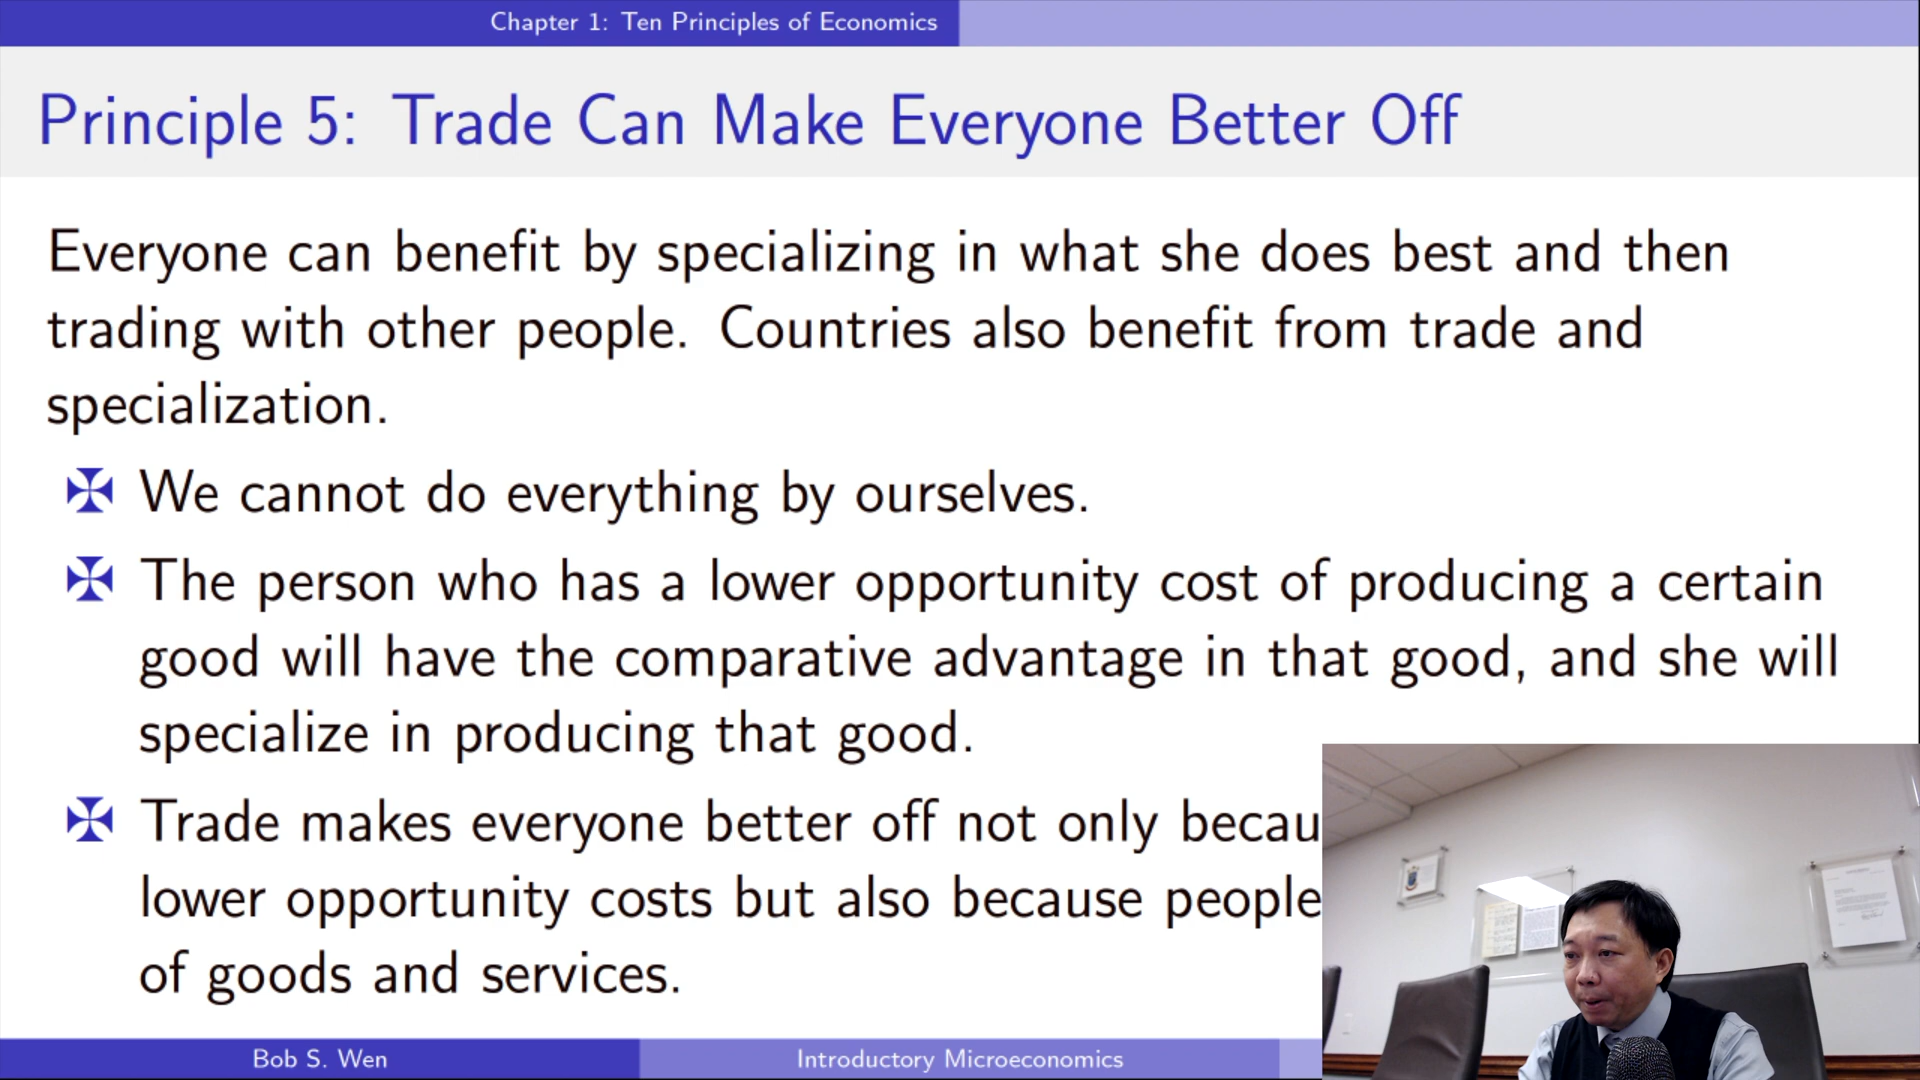 Chapter 1: Ten Principles of Economics
Principle 5: Trade Can Make Everyone Better Off
Everyone can benefit by specializing in what she does best and then
trading with other people. Countries also benefit from trade and
specialization.
We cannot do everything by ourselves.
The person who has a lower opportunity cost of producing a certain
good will have the comparative advantage in that good, and she will
specialize in producing that good.
Trade makes everyone better off not only becau
lower opportunity costs but also because people
of goods and services.
Bob S. Wen
Introductory Microeconomics